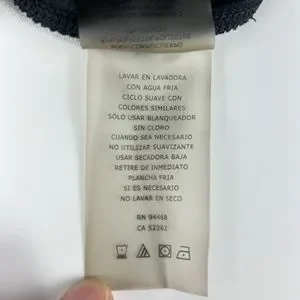 LAVAR EN LAVADORA
CON AGUA FRIA
CICLO SUAVE CON
COLORES SIMILARES
SÓLO USAR BLANQUEADOR
SIN CLORO
CUANDO SEA NECESARIO
NO UTILIZAR SUAVIZANTE
USAR SECADORA BAJA
RETIRE DE INMEDIATO
PLANCHA FRIA
SI ES NECESARIO
NO LAVAR EN SECO
RN 94468
CA 52362